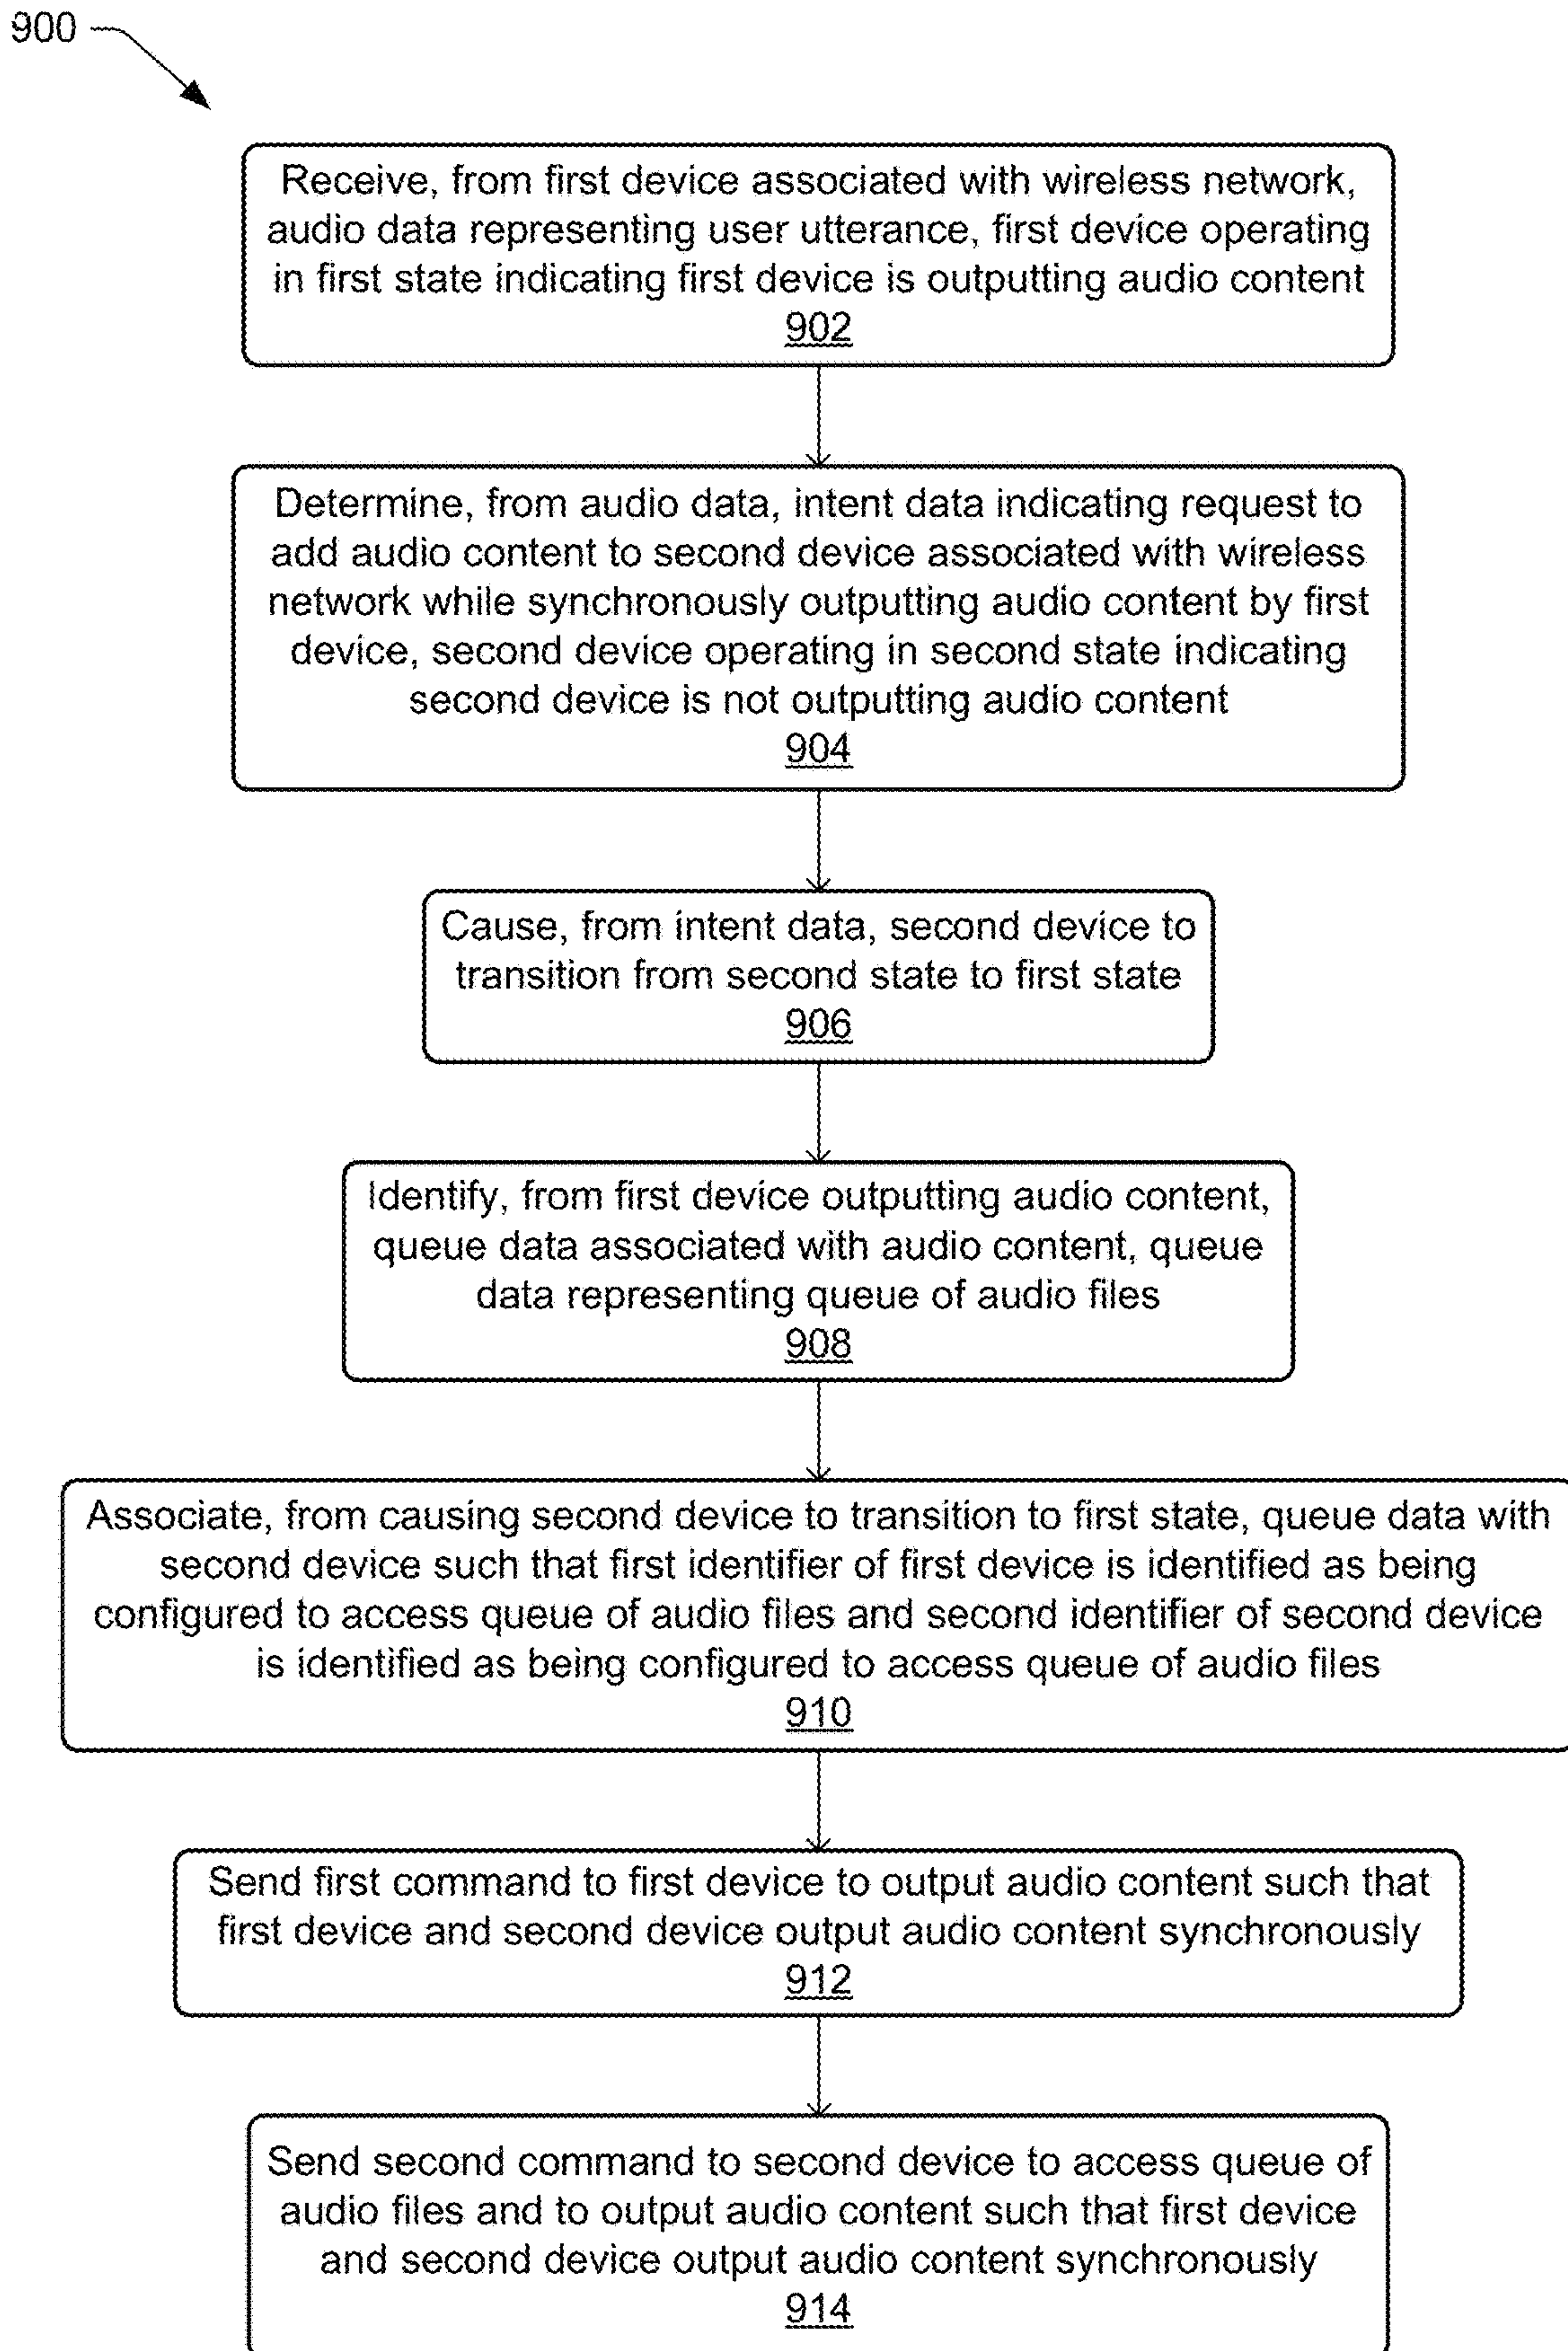 900
Receive, from first device associated with wireless network,
audio data representing user utterance, first device operating
in first state indicating first device is outputting audio content
902
Determine, from audio data, intent data indicating request to
add audio content to second device associated with wireless
network while synchronously outputting audio content by first
device, second device operating in second state indicating
second device is not outputting audio content
904
Cause, from intent data, second device to
transition from second state to first state
906
Identify, from first device outputting audio content,
queue data associated with audio content, queue
data representing queue of audio files
908
Associate, from causing second device to transition to first state, queue data with
second device such that first identifier of first device is identified as being
configured to access queue of audio files and second identifier of second device
is identified as being configured to access queue of audio files
910
Send first command to first device to output audio content such that
first device and second device output audio content synchronously
912
Send second command to second device to access queue of
audio files and to output audio content such that first device
and second device output audio content synchronously
914